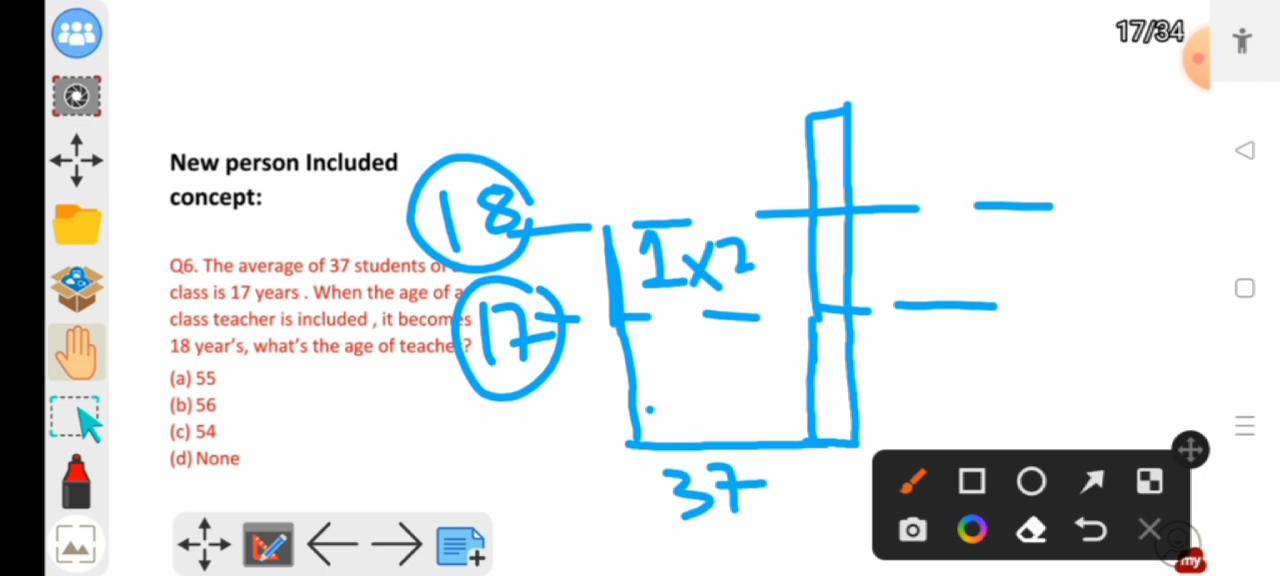 17/34
New person Included
concept:
18
1x2
Q6. The average of 37 students of
class is 17 years . When the age of a
17
class teacher is included , it becomes
18 year's, what's the age of teacher?
(a) 55
(b) 56
(c) 54
(d) None
37
my